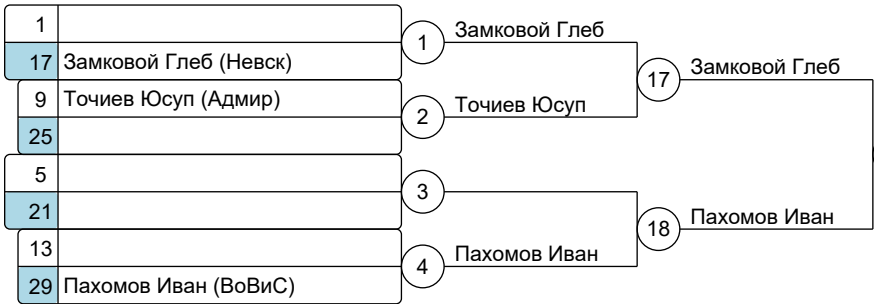 1
Замковой Глеб
1
17 Замковой Глеб (Невск)
Замковой Глеб
17
9 Точиев Юсуп (Адмир)
Точиев Юсуп
2
25
5
3
21
Пахомов Иван
18
13
Пахомов Иван
4
29 Пахомов Иван (ВоВиС)